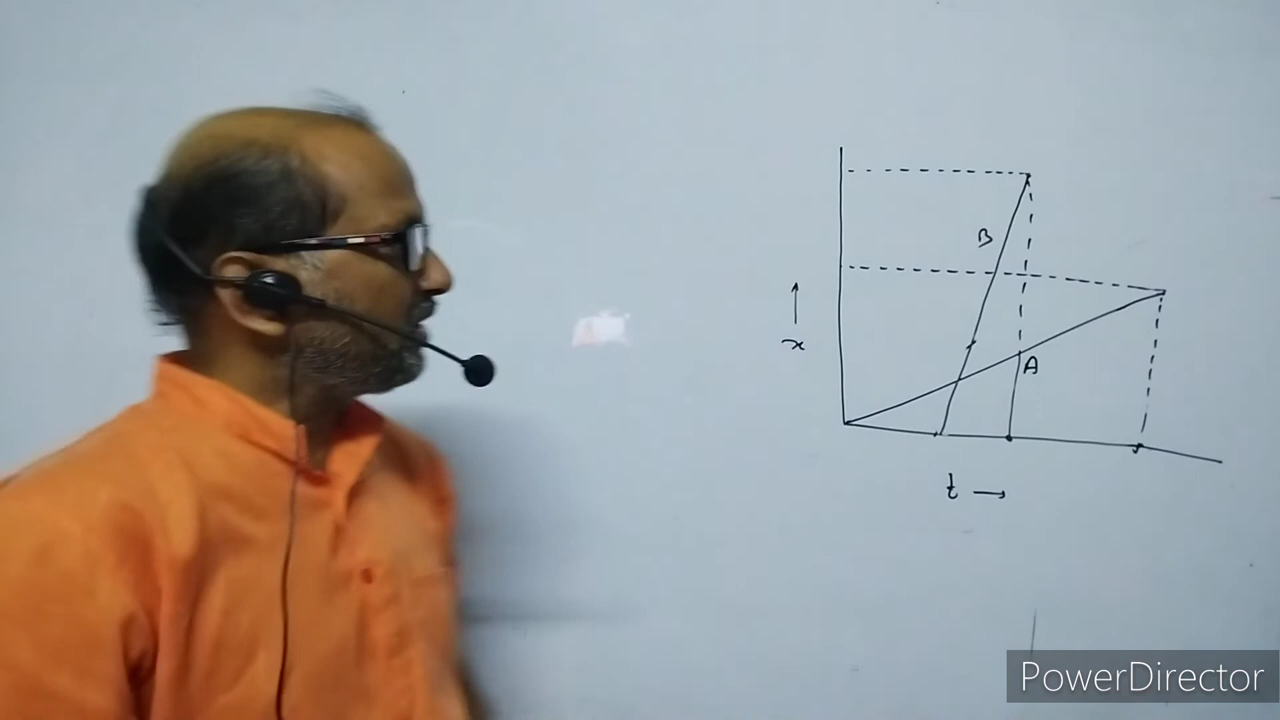 B
x
A
t →
PowerDirector